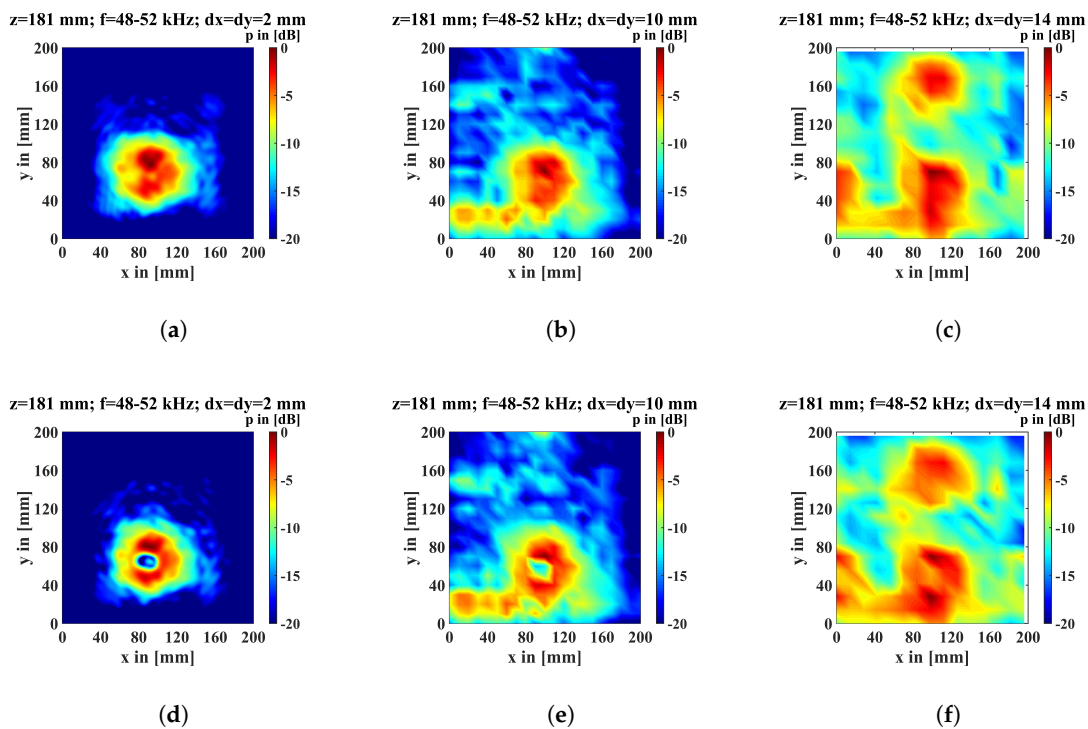 z=181 mm; f=48-52 kHz; dx=dy=2 mm
p in [dB]
200
160
120
80
40
0
y in [mm]
0 40 80 120 160 200
x in [mm]
0
-5
-10
-15
-20
(a)
z=181 mm; f=48-52 kHz; dx=dy=10 mm
p in [dB]
200
160
120
80
40
0
y in [mm]
0 40 80 120 160 200
x in [mm]
0
-5
-10
-15
-20
(b)
z=181 mm; f=48-52 kHz; dx=dy=14 mm
p in [dB]
200
160
120
80
40
0
y in [mm]
0 40 80 120 160 200
x in [mm]
0
-5
-10
-15
-20
(c)
z=181 mm; f=48-52 kHz; dx=dy=2 mm
p in [dB]
200
160
120
80
40
0
y in [mm]
0 40 80 120 160 200
x in [mm]
0
-5
-10
-15
-20
(d)
z=181 mm; f=48-52 kHz; dx=dy=10 mm
p in [dB]
200
160
120
80
40
0
y in [mm]
0 40 80 120 160 200
x in [mm]
0
-5
-10
-15
-20
(e)
z=181 mm; f=48-52 kHz; dx=dy=14 mm
p in [dB]
200
160
120
80
40
0
y in [mm]
0 40 80 120 160 200
x in [mm]
0
-5
-10
-15
-20
(f)